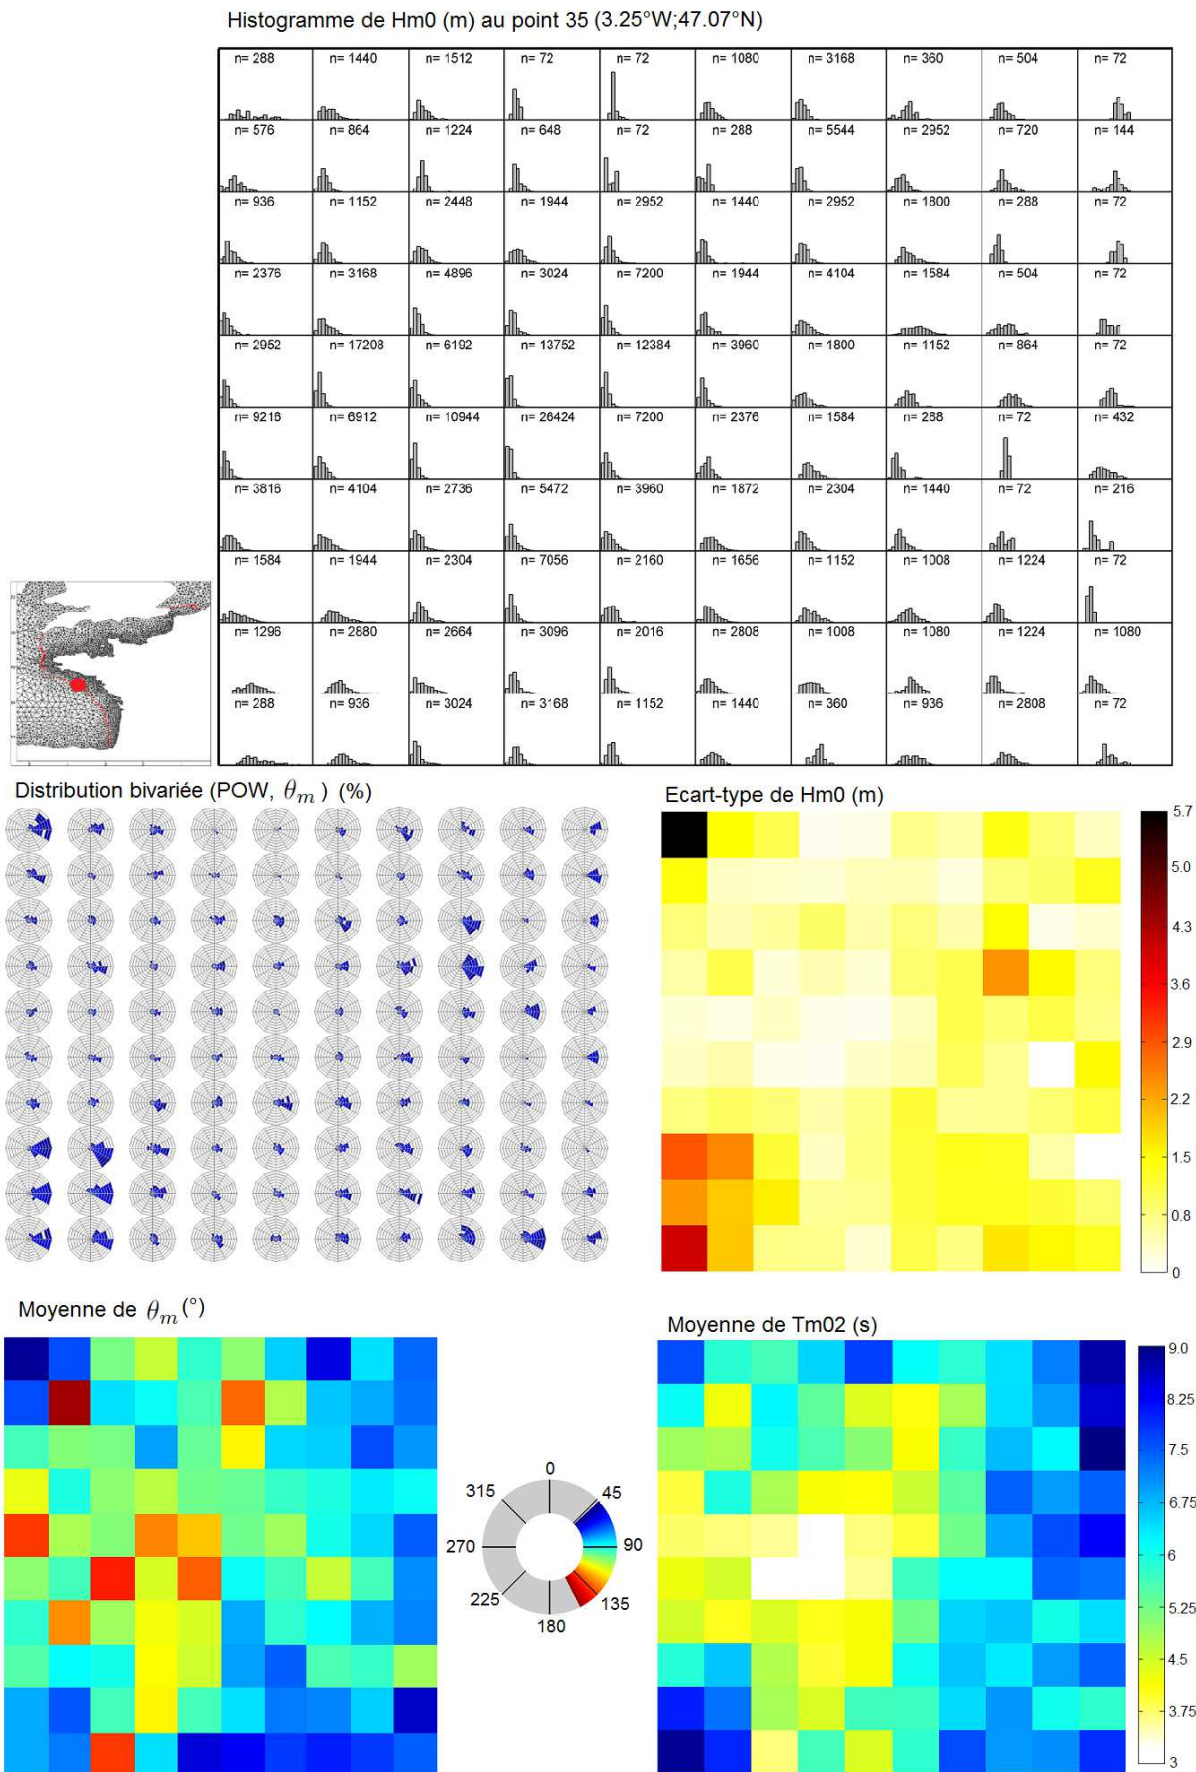 Histogramme de Hm0 (m) au point 35 (3.25°W;47.07°N)
n= 288 n= 1440 n= 1512 n= 72 n= 72 n= 1080 n= 3168 n= 360 n= 504 n= 72
n= 576 n= 864 n= 1224 n= 648 n= 72 n= 288 n= 5544 n= 2952 n= 720 n= 144
n= 936 n= 1152 n= 2448 n= 1944 n= 2952 n= 1440 n= 2952 n= 1800 n= 288 n= 72
n= 2376 n= 3168 n= 4896 n= 3024 n= 7200 n= 1944 n= 4104 n= 1584 n= 504 n= 72
n= 2952 n= 17208 n= 6192 n= 13752 n= 12384 n= 3960 n= 1800 n= 1152 n= 864 n= 72
n= 9216 n= 6912 n= 10944 n= 26424 n= 7200 n= 2376 n= 1584 n= 288 n= 72 n= 432
n= 3816 n= 4104 n= 2736 n= 5472 n= 3960 n= 1872 n= 2304 n= 1440 n= 72 n= 216
n= 1584 n= 1944 n= 2304 n= 7056 n= 2160 n= 1656 n= 1152 n= 1008 n= 1224 n= 72
n= 1296 n= 2880 n= 2664 n= 3096 n= 2016 n= 2808 n= 1008 n= 1080 n= 1224 n= 1080
n= 288 n= 936 n= 3024 n= 3168 n= 1152 n= 1440 n= 360 n= 936 n= 2808 n= 72
Distribution bivariée (POW, θm) (%)
Ecart-type de Hm0 (m)
5.7
5.0
4.3
3.6
2.9
2.2
1.5
0.8
0
Moyenne de θm(°)
0
45
90
135
180
225
270
315
Moyenne de Tm02 (s)
9.0
8.25
7.5
6.75
6
5.25
4.5
3.75
3